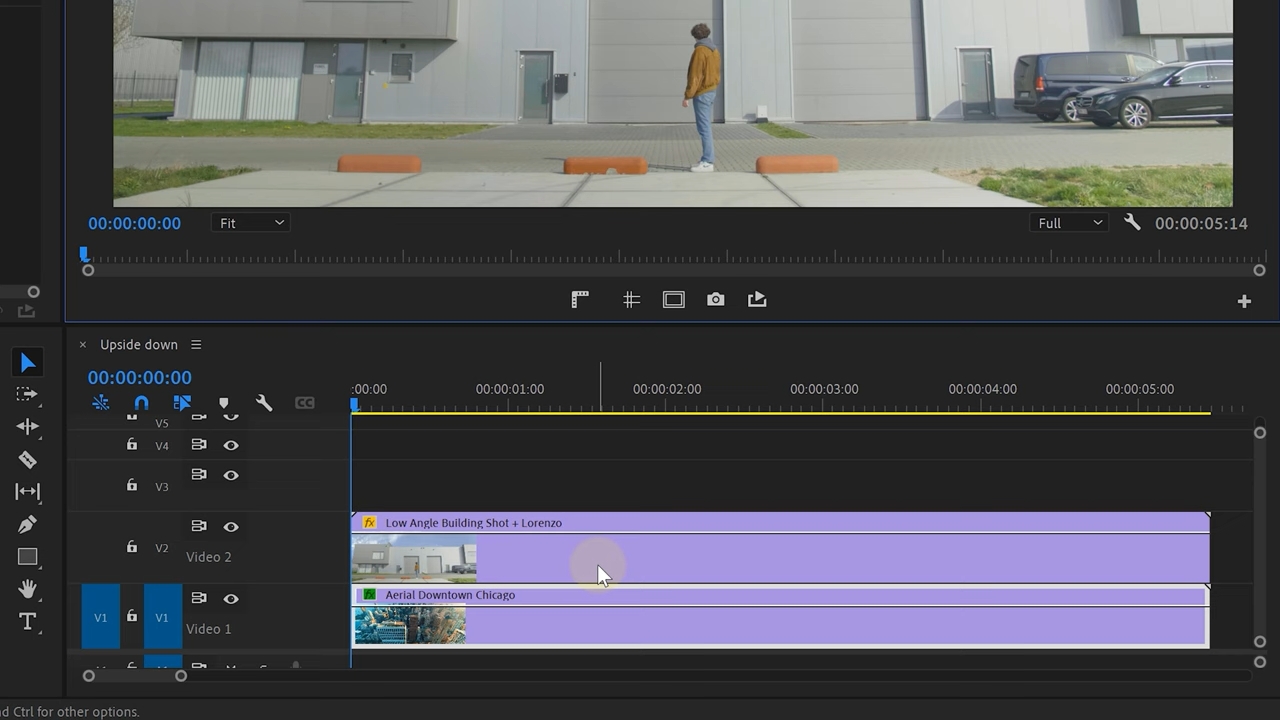 00:00:00:00
Fit
Full
00:00:05:14
× Upside down
00:00:00:00
:00:00
00:00:01:00
00:00:02:00
00:00:03:00
00:00:04:00
00:00:05:00
CC
V5
V4
V3
fx Low Angle Building Shot + Lorenzo
V2
Video 2
fx Aerial Downtown Chicago
V1
V1
Video 1
T
d Ctrl for other options.